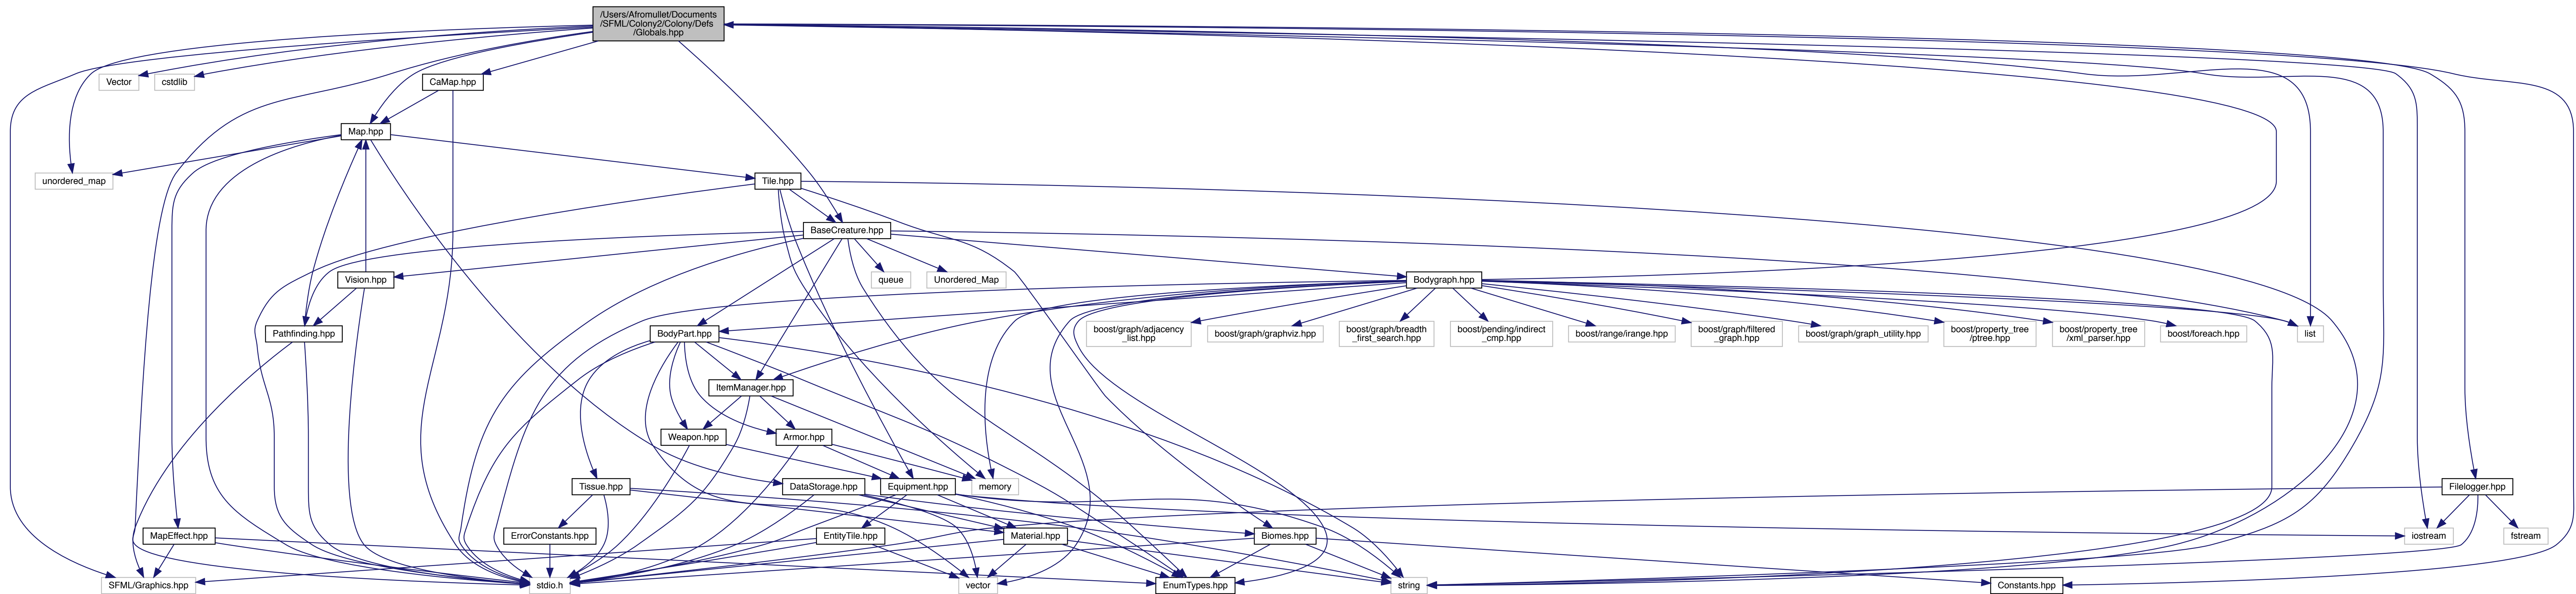 /Users/Afromullet/Documents
/SFML/Colony2/Colony/Defs
/Globals.hpp
Vector
cstdlib
CaMap.hpp
Map.hpp
unordered_map
Tile.hpp
BaseCreature.hpp
Vision.hpp
queue
Unordered_Map
Bodygraph.hpp
Pathfinding.hpp
BodyPart.hpp
boost/graph/adjacency
_list.hpp
boost/graph/graphviz.hpp
boost/graph/breadth
_first_search.hpp
boost/pending/indirect
_cmp.hpp
boost/range/irange.hpp
boost/graph/filtered
_graph.hpp
boost/graph/graph_utility.hpp
boost/property_tree
/ptree.hpp
boost/property_tree
/xml_parser.hpp
boost/foreach.hpp
list
ItemManager.hpp
Weapon.hpp
Armor.hpp
Tissue.hpp
DataStorage.hpp
Equipment.hpp
memory
Filelogger.hpp
MapEffect.hpp
ErrorConstants.hpp
EntityTile.hpp
Material.hpp
Biomes.hpp
iostream
fstream
SFML/Graphics.hpp
stdio.h
vector
EnumTypes.hpp
string
Constants.hpp